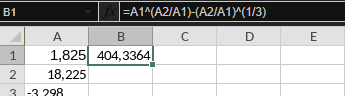 B1 fx =A1^(A2/A1)-(A2/A1)^(1/3)
A B C D E
1 1,825 404,3364
2 18,225
3 -3,298